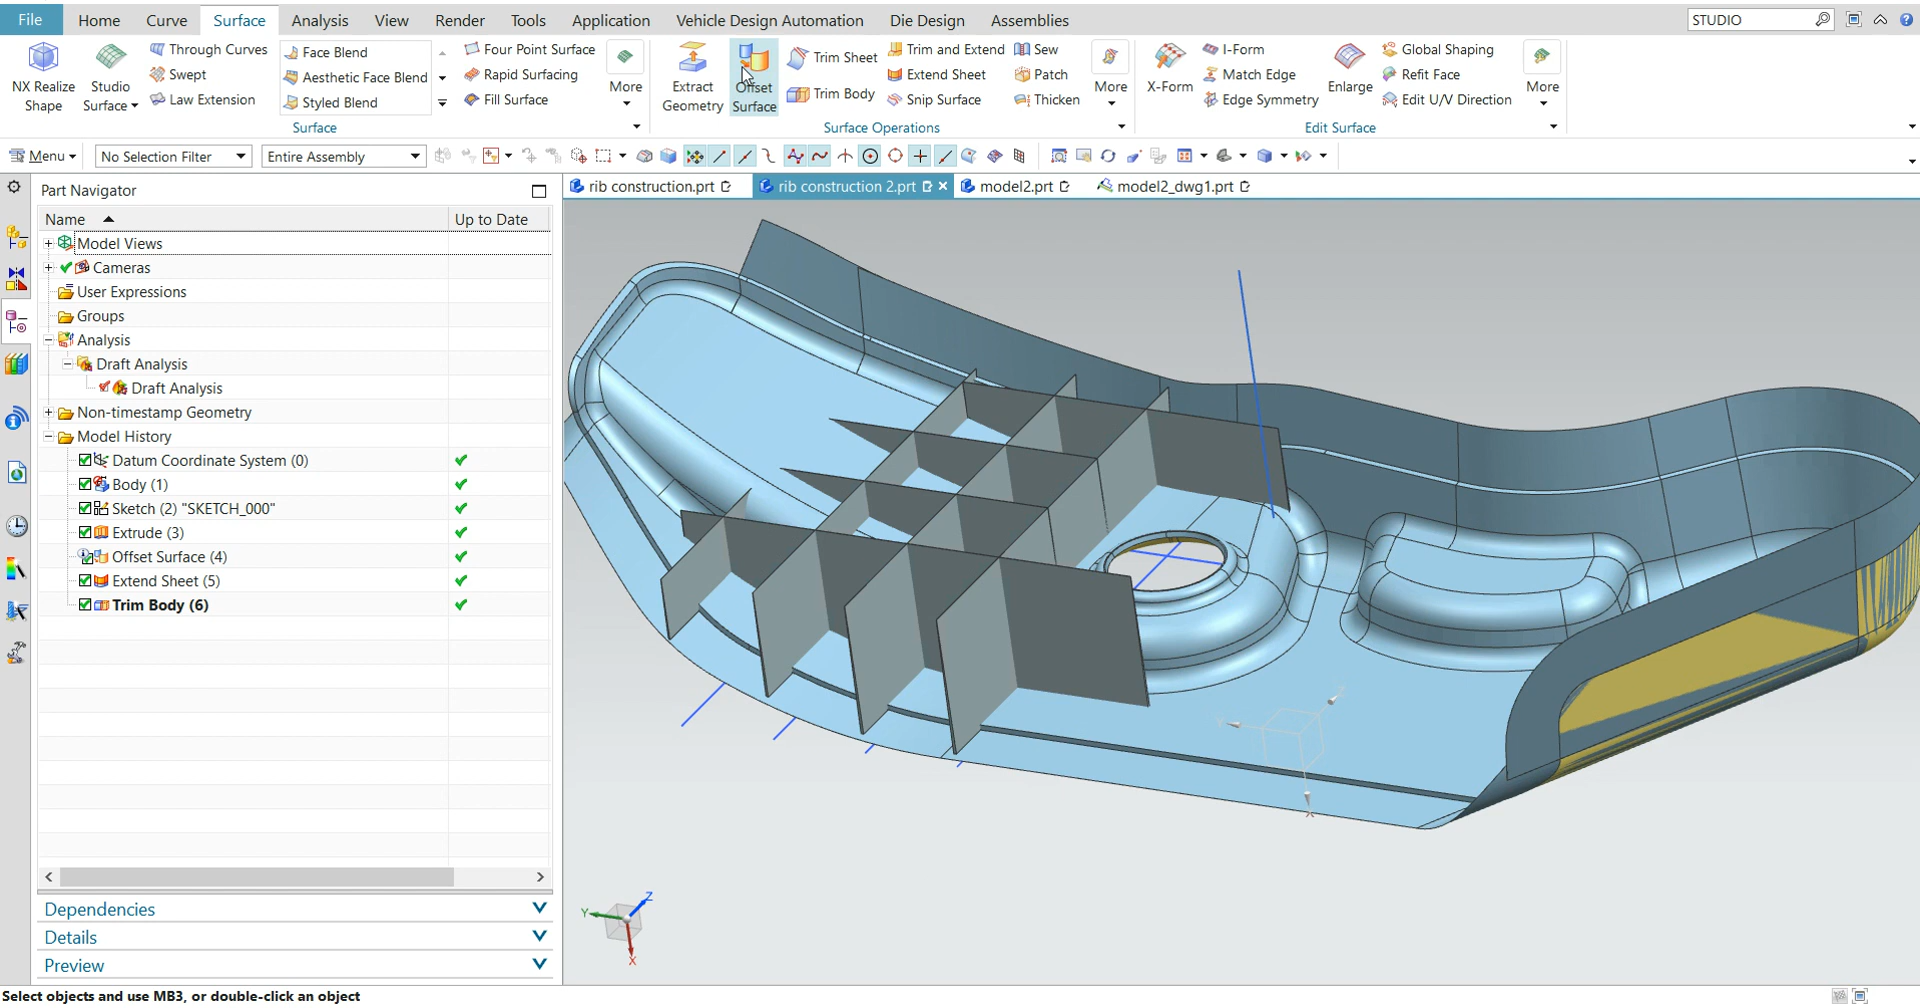 File Home Curve Surface Analysis View Render Tools Application Vehicle Design Automation Die Design Assemblies STUDIO
NX Realize Shape
Studio Surface
Through Curves
Swept
Law Extension
Face Blend
Aesthetic Face Blend
Styled Blend
Four Point Surface
Rapid Surfacing
Fill Surface
More
Surface
Extract Geometry
Offset Surface
Trim Sheet
Trim Body
Trim and Extend
Extend Sheet
Snip Surface
Sew
Patch
Thicken
More
Surface Operations
X-Form
I-Form
Match Edge
Edge Symmetry
Enlarge
Global Shaping
Refit Face
Edit U/V Direction
More
Edit Surface
Menu No Selection Filter Entire Assembly
Part Navigator
rib construction.prt rib construction 2.prt model2.prt model2_dwg1.prt
Name Up to Date
Model Views
Cameras
User Expressions
Groups
Analysis
Draft Analysis
Draft Analysis
Non-timestamp Geometry
Model History
Datum Coordinate System (0)
Body (1)
Sketch (2) "SKETCH_000"
Extrude (3)
Offset Surface (4)
Extend Sheet (5)
Trim Body (6)
Dependencies
Details
Preview
Z
Y
X
Select objects and use MB3, or double-click an object